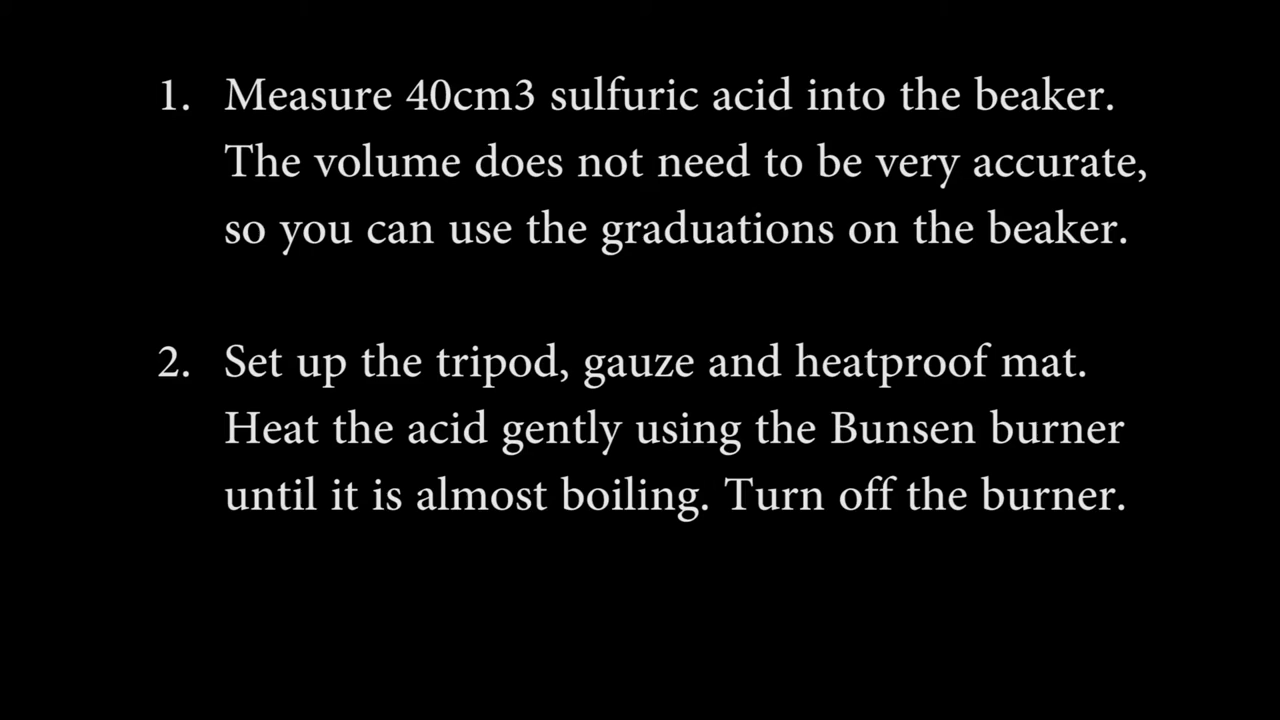 1. Measure 40cm3 sulfuric acid into the beaker.
The volume does not need to be very accurate,
so you can use the graduations on the beaker.
2. Set up the tripod, gauze and heatproof mat.
Heat the acid gently using the Bunsen burner
until it is almost boiling. Turn off the burner.